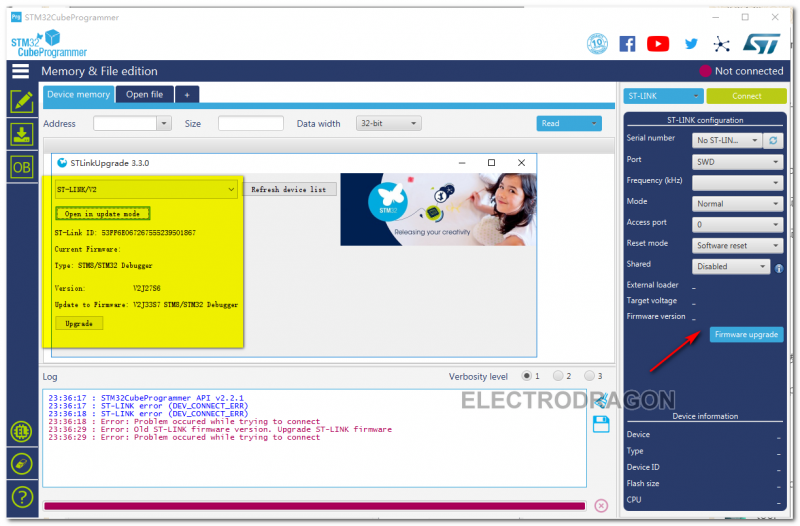 Prg STM32CubeProgrammer
STM32
CubeProgrammer
10
ST
Memory & File edition
Not connected
Device memory
Open file
+
ST-LINK
Connect
Address
Size
Data width
32-bit
Read
ST-LINK configuration
Serial number
No ST-LIN...
Port
SWD
Frequency (kHz)
Mode
Normal
Access port
0
Reset mode
Software reset
Shared
Disabled
External loader
-
Target voltage
-
Firmware version
-
Firmware upgrade
OB
STLinkUpgrade 3.3.0
ST-LINK/V2
Refresh device list
Open in update mode
ST-Link ID: 53FF6E067267555239501867
Current Firmware:
Type: STM8/STM32 Debugger
Version: V2J27S6
Update to Firmware: V2J33S7 STM8/STM32 Debugger
Upgrade
STM32
Releasing your creativity
Log
Verbosity level
1
2
3
23:36:17 : STM32CubeProgrammer API v2.2.1
23:36:17 : ST-LINK error (DEV_CONNECT_ERR)
23:36:18 : ST-LINK error (DEV_CONNECT_ERR)
23:36:18 : Error: Problem occured while trying to connect
23:36:29 : Error: Old ST-LINK firmware version. Upgrade ST-LINK firmware
23:36:29 : Error: Problem occured while trying to connect
ELECTRODRAGON
Device information
Device
-
Type
-
Device ID
-
Flash size
-
CPU
-
?